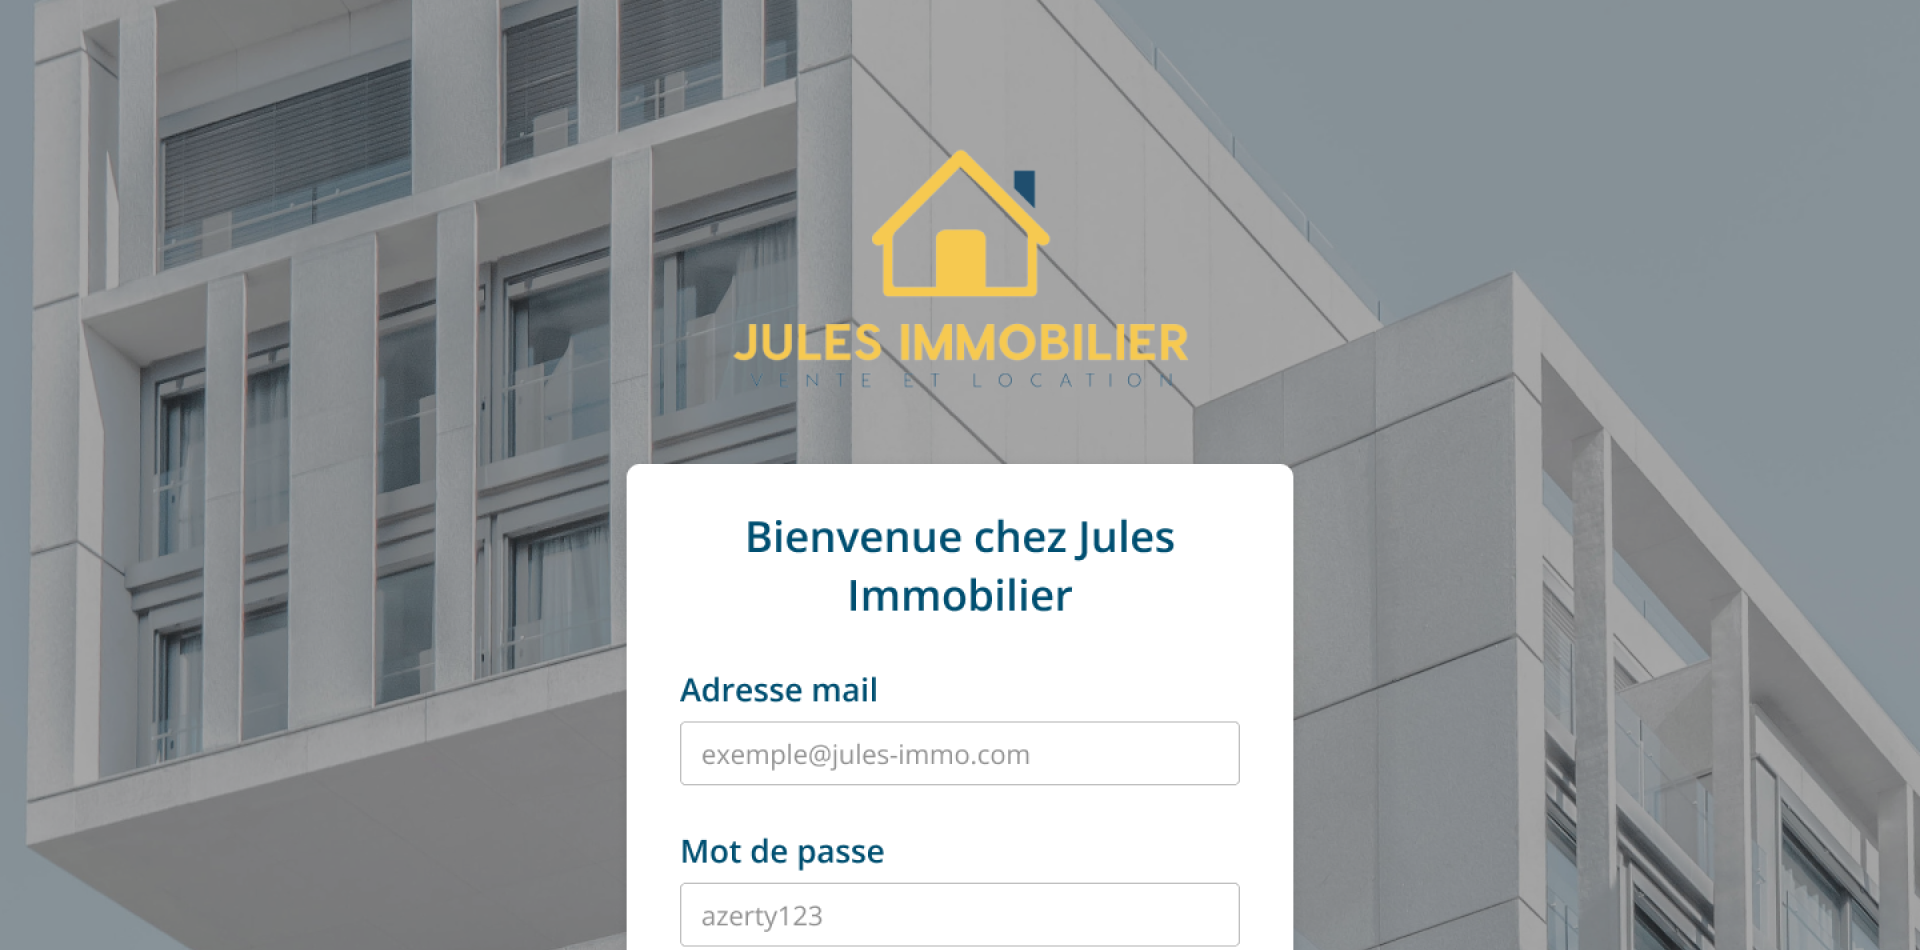 JULES IMMOBILIER
VENTE ET LOCATION
Bienvenue chez Jules
Immobilier
Adresse mail
exemple@jules-immo.com
Mot de passe
azerty123